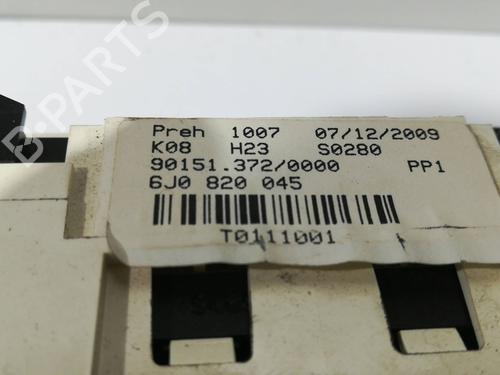 Preh 1007 07/12/2009
K08 H23 S0280
90151.372/0000 PP1
6J0 820 045
T0111001
B-PARTS